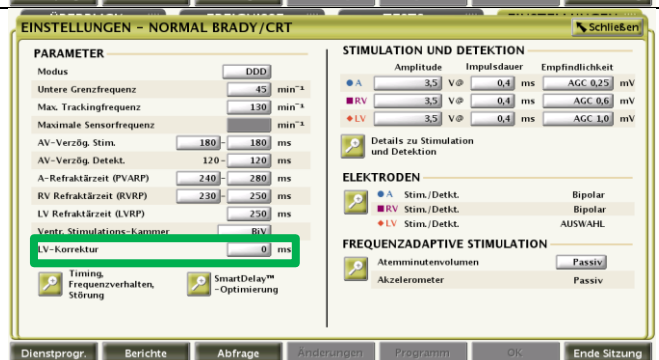 EINSTELLUNGEN - NORMAL BRADY/CRT
Schließen
PARAMETER
Modus DDD
Untere Grenzfrequenz 45 min⁻¹
Max. Trackingfrequenz 130 min⁻¹
Maximale Sensorfrequenz min⁻¹
AV-Verzög. Stim. 180 - 180 ms
AV-Verzög. Detekt. 120 - 120 ms
A-Refraktärzeit (PVARP) 240 - 280 ms
RV Refraktärzeit (RVRP) 230 - 250 ms
LV Refraktärzeit (LVRP) 250 ms
Ventr. Stimulations-Kammer BiV
LV-Korrektur 0 ms
Timing,
Frequenzverhalten,
Störung
SmartDelay™
-Optimierung
STIMULATION UND DETEKTION
Amplitude Impulsdauer Empfindlichkeit
A 3,5 V@ 0,4 ms AGC 0,25 mV
RV 3,5 V@ 0,4 ms AGC 0,6 mV
LV 3,5 V@ 0,4 ms AGC 1,0 mV
Details zu Stimulation
und Detektion
ELEKTRODEN
A Stim./Detkt. Bipolar
RV Stim./Detkt. Bipolar
LV Stim./Detkt. AUSWAHL
FREQUENZADAPTIVE STIMULATION
Atemminutenvolumen Passiv
Akzelerometer Passiv
Dienstprogr. Berichte Abfrage Änderungen Programm OK Ende Sitzung